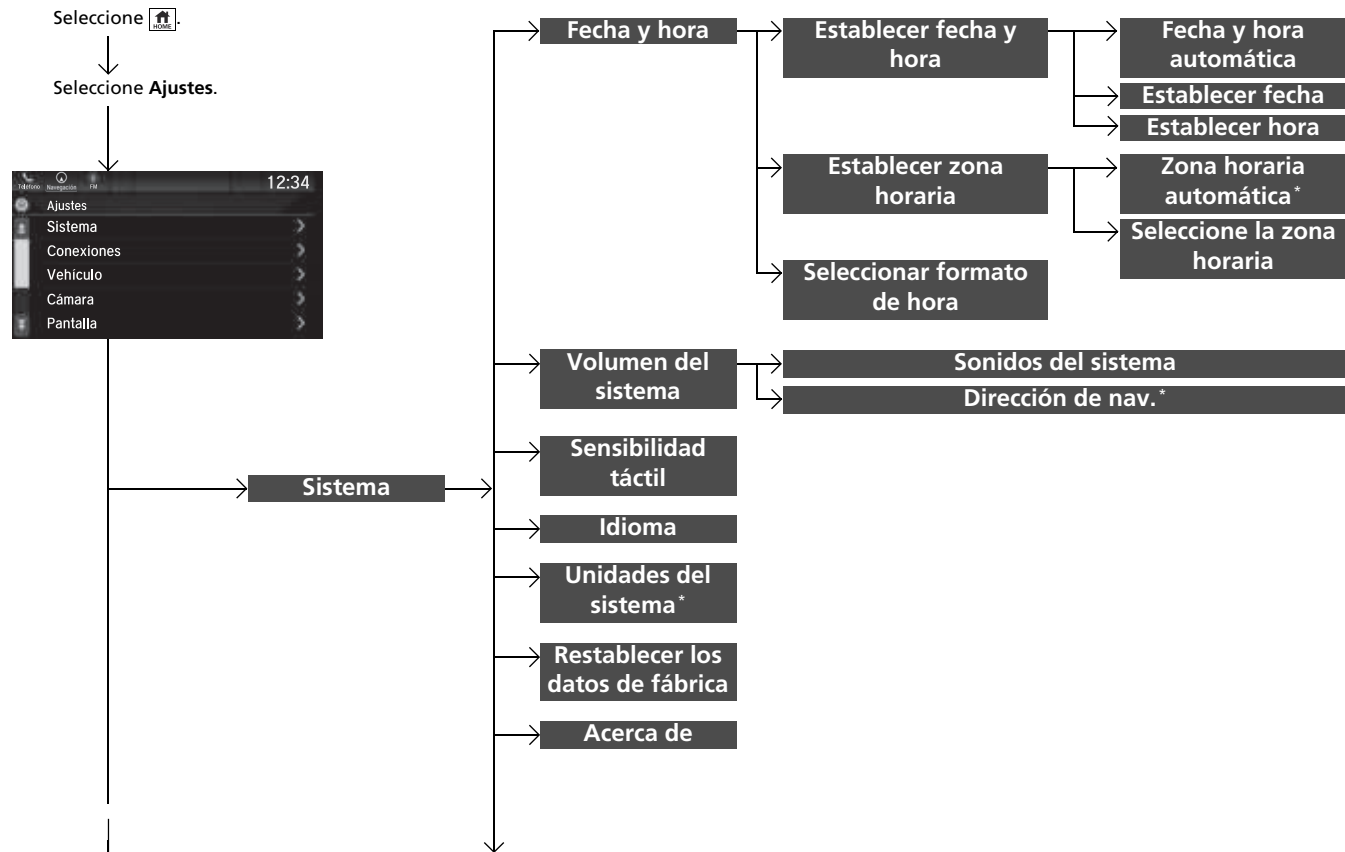 Seleccione HOME.
Seleccione Ajustes.
Teléfono Navegación FM 12:34
Ajustes
Sistema
Conexiones
Vehículo
Cámara
Pantalla
Sistema
Fecha y hora
Establecer fecha y
hora
Fecha y hora
automática
Establecer fecha
Establecer hora
Establecer zona
horaria
Zona horaria
automática*
Seleccione la zona
horaria
Seleccionar formato
de hora
Volumen del
sistema
Sonidos del sistema
Dirección de nav.*
Sensibilidad
táctil
Idioma
Unidades del
sistema*
Restablecer los
datos de fábrica
Acerca de